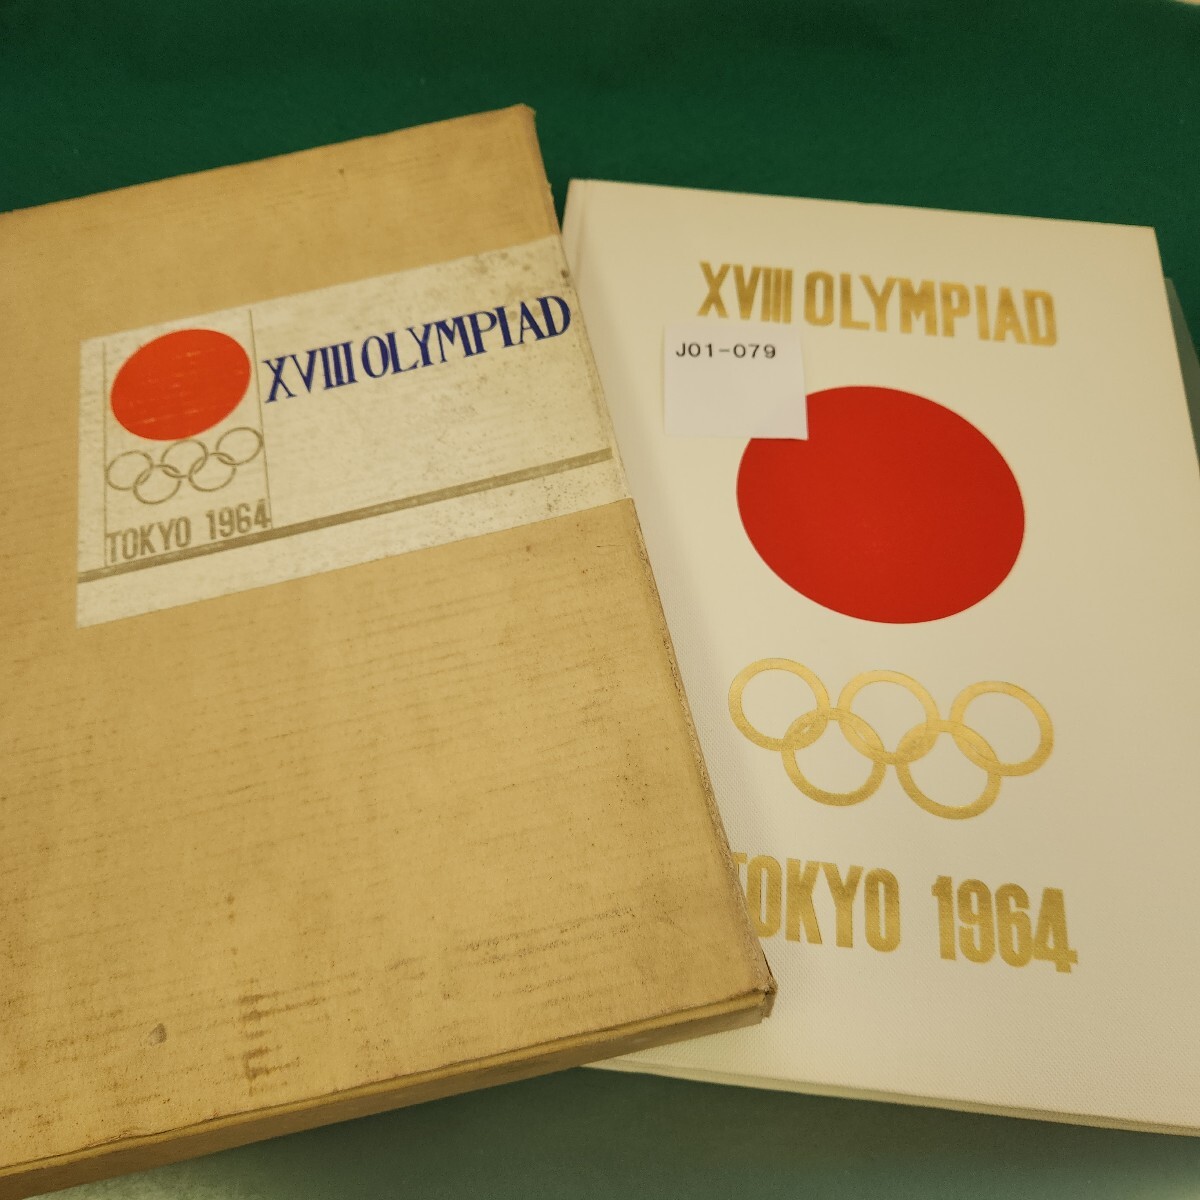 XVIII OLYMPIAD
TOKYO 1964
XVIII OLYMPIAD
J01-079
TOKYO 1964